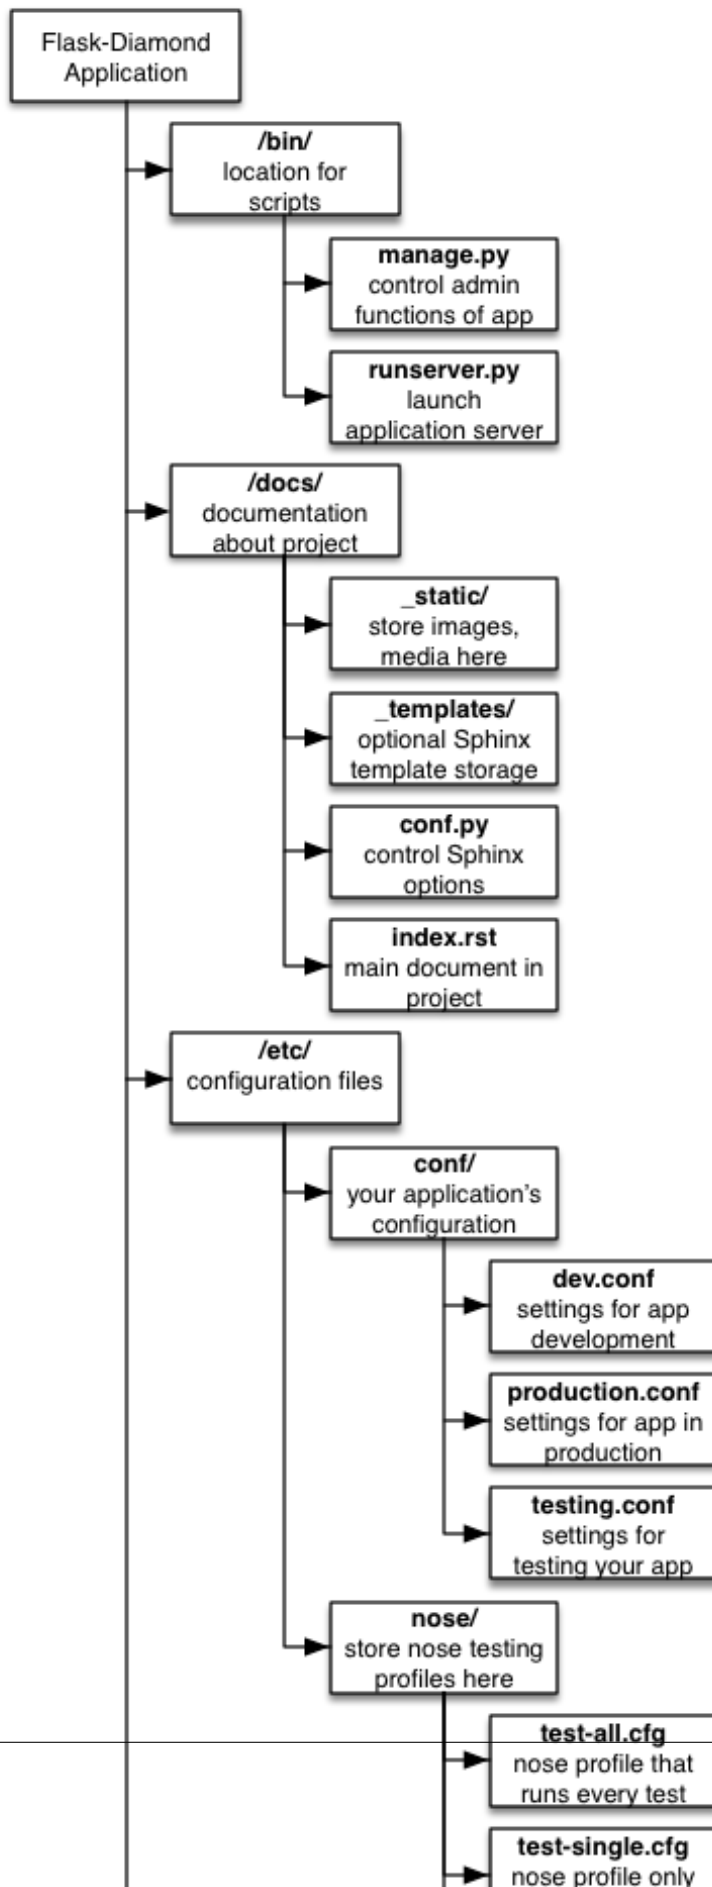 Flask-Diamond
Application
/bin/
location for
scripts
manage.py
control admin
functions of app
runserver.py
launch
application server
/docs/
documentation
about project
_static/
store images,
media here
_templates/
optional Sphinx
template storage
conf.py
control Sphinx
options
index.rst
main document in
project
/etc/
configuration files
conf/
your application's
configuration
dev.conf
settings for app
development
production.conf
settings for app in
production
testing.conf
settings for
testing your app
nose/
store nose testing
profiles here
test-all.cfg
nose profile that
runs every test
test-single.cfg
nose profile only